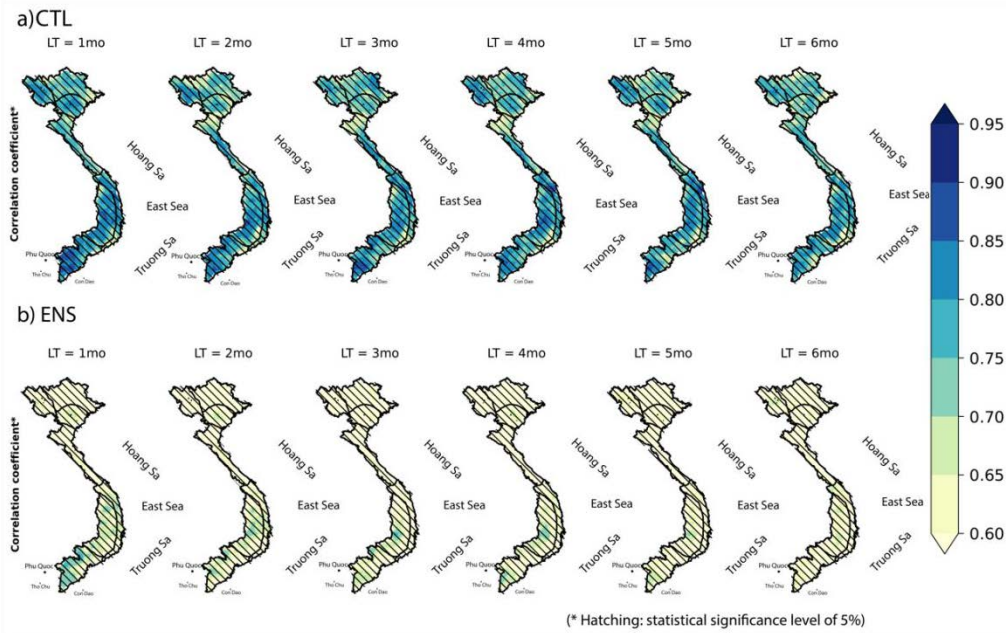 a)CTL
LT = 1mo
LT = 2mo
LT = 3mo
LT = 4mo
LT = 5mo
LT = 6mo
Correlation coefficient*
Hoang Sa
East Sea
Truong Sa
Phu Quoc
Tho Chu
Con Dao
Hoang Sa
East Sea
Truong Sa
Phu Quoc
Tho Chu
Con Dao
Hoang Sa
East Sea
Truong Sa
Phu Quoc
Tho Chu
Con Dao
Hoang Sa
East Sea
Truong Sa
Phu Quoc
Tho Chu
Con Dao
Hoang Sa
East Sea
Truong Sa
Phu Quoc
Tho Chu
Con Dao
Hoang Sa
East Sea
Truong Sa
Phu Quoc
Tho Chu
Con Dao
b) ENS
LT = 1mo
LT = 2mo
LT = 3mo
LT = 4mo
LT = 5mo
LT = 6mo
Correlation coefficient*
Hoang Sa
East Sea
Truong Sa
Phu Quoc
Tho Chu
Con Dao
Hoang Sa
East Sea
Truong Sa
Phu Quoc
Tho Chu
Con Dao
Hoang Sa
East Sea
Truong Sa
Phu Quoc
Tho Chu
Con Dao
Hoang Sa
East Sea
Truong Sa
Phu Quoc
Tho Chu
Con Dao
Hoang Sa
East Sea
Truong Sa
Phu Quoc
Tho Chu
Con Dao
Hoang Sa
East Sea
Truong Sa
Phu Quoc
Tho Chu
Con Dao
0.95
0.90
0.85
0.80
0.75
0.70
0.65
0.60
(* Hatching: statistical significance level of 5%)